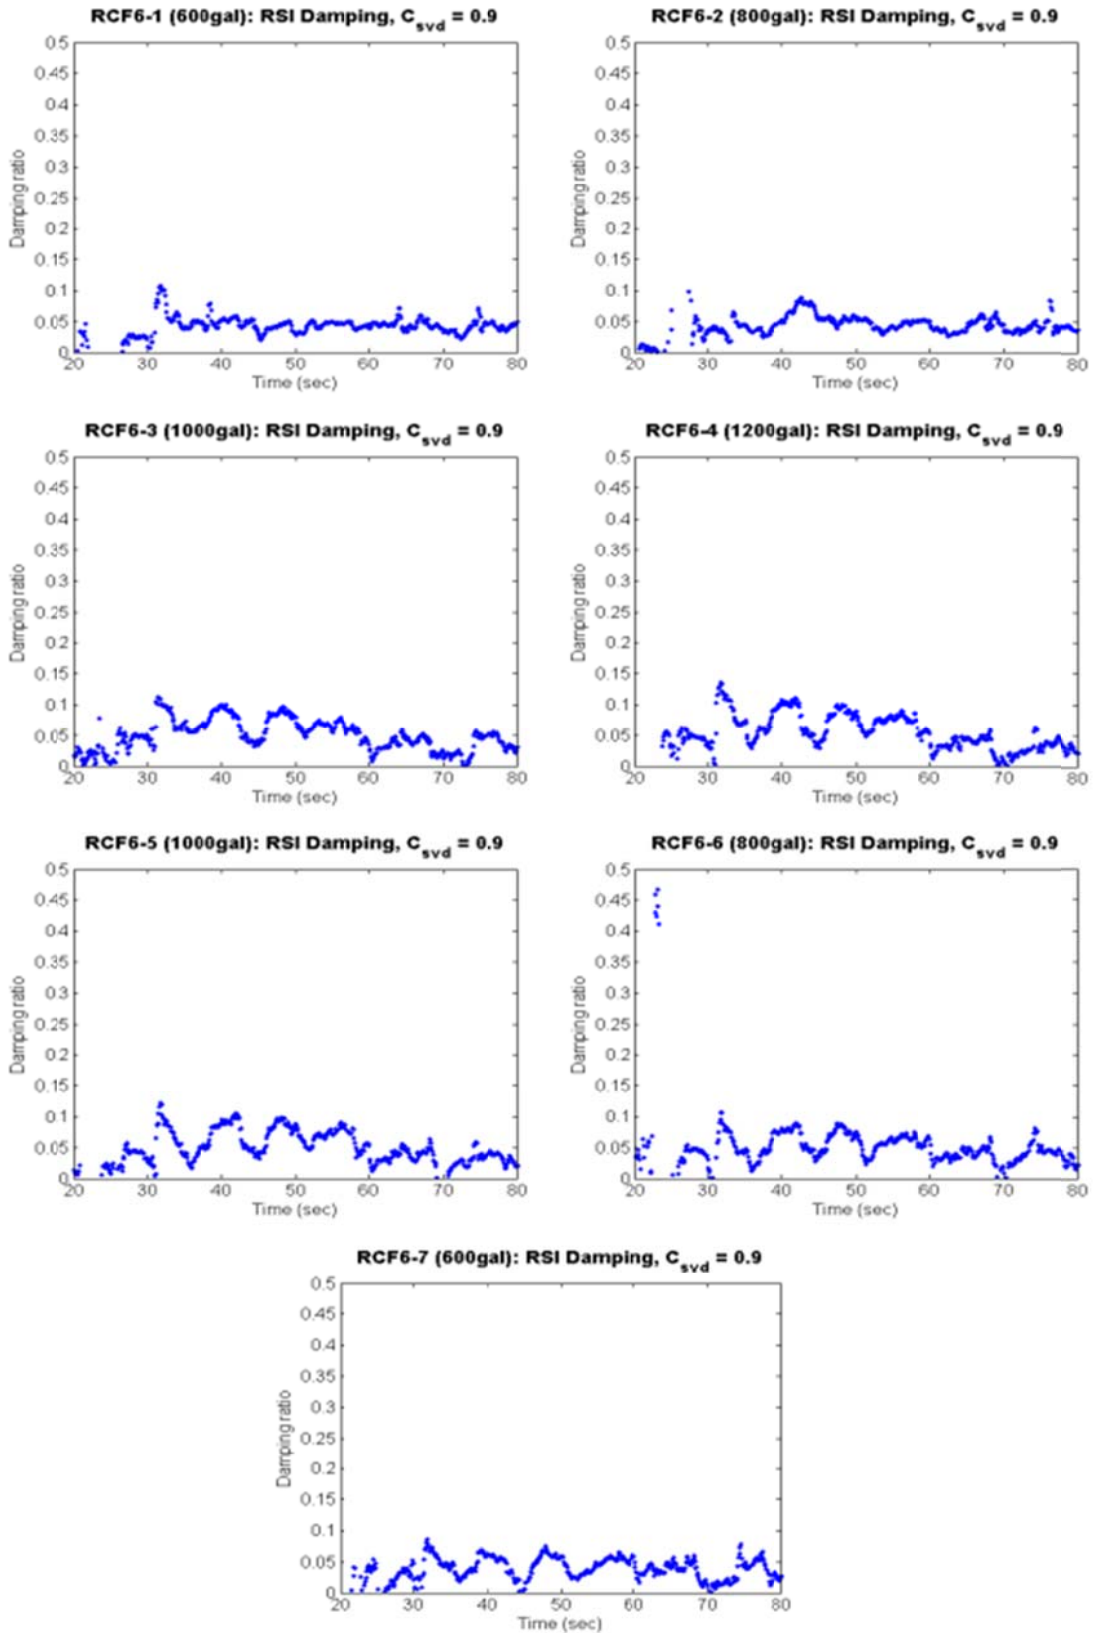 RCF6-1 (600gal): RSI Damping, Csvd = 0.9
0.5
0.45
0.4
0.35
0.3
0.25
0.2
0.15
0.1
0.05
0
Damping ratio
20 30 40 50 60 70 80
Time (sec)
RCF6-2 (800gal): RSI Damping, Csvd = 0.9
0.5
0.45
0.4
0.35
0.3
0.25
0.2
0.15
0.1
0.05
0
Damping ratio
20 30 40 50 60 70 80
Time (sec)
RCF6-3 (1000gal): RSI Damping, Csvd = 0.9
0.5
0.45
0.4
0.35
0.3
0.25
0.2
0.15
0.1
0.05
0
Damping ratio
20 30 40 50 60 70 80
Time (sec)
RCF6-4 (1200gal): RSI Damping, Csvd = 0.9
0.5
0.45
0.4
0.35
0.3
0.25
0.2
0.15
0.1
0.05
0
Damping ratio
20 30 40 50 60 70 80
Time (sec)
RCF6-5 (1000gal): RSI Damping, Csvd = 0.9
0.5
0.45
0.4
0.35
0.3
0.25
0.2
0.15
0.1
0.05
0
Damping ratio
20 30 40 50 60 70 80
Time (sec)
RCF6-6 (800gal): RSI Damping, Csvd = 0.9
0.5
0.45
0.4
0.35
0.3
0.25
0.2
0.15
0.1
0.05
0
Damping ratio
20 30 40 50 60 70 80
Time (sec)
RCF6-7 (600gal): RSI Damping, Csvd = 0.9
0.5
0.45
0.4
0.35
0.3
0.25
0.2
0.15
0.1
0.05
0
Damping ratio
20 30 40 50 60 70 80
Time (sec)